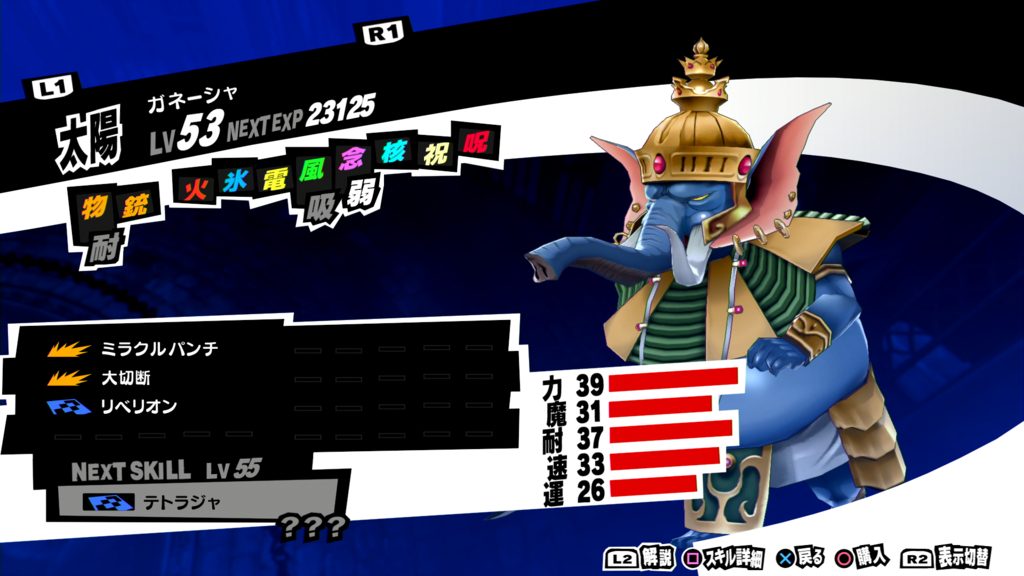 L1
R1
太陽
ガネーシャ
LV 53 NEXT EXP 23125
物 銃 火 氷 電 風 念 核 祝 呪
耐 吸 弱
ミラクルパンチ
大切断
リベリオン
NEXT SKILL LV 55
テトラジャ
???
力 39
魔 31
耐 37
速 33
運 26
L2 解説 スキル詳細 戻る 購入 R2 表示切替